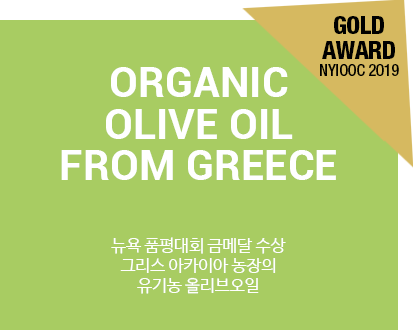 GOLD
AWARD
NYIOOC 2019
ORGANIC
OLIVE OIL
FROM GREECE
뉴욕 품평대회 금메달 수상
그리스 아카이아 농장의
유기농 올리브오일